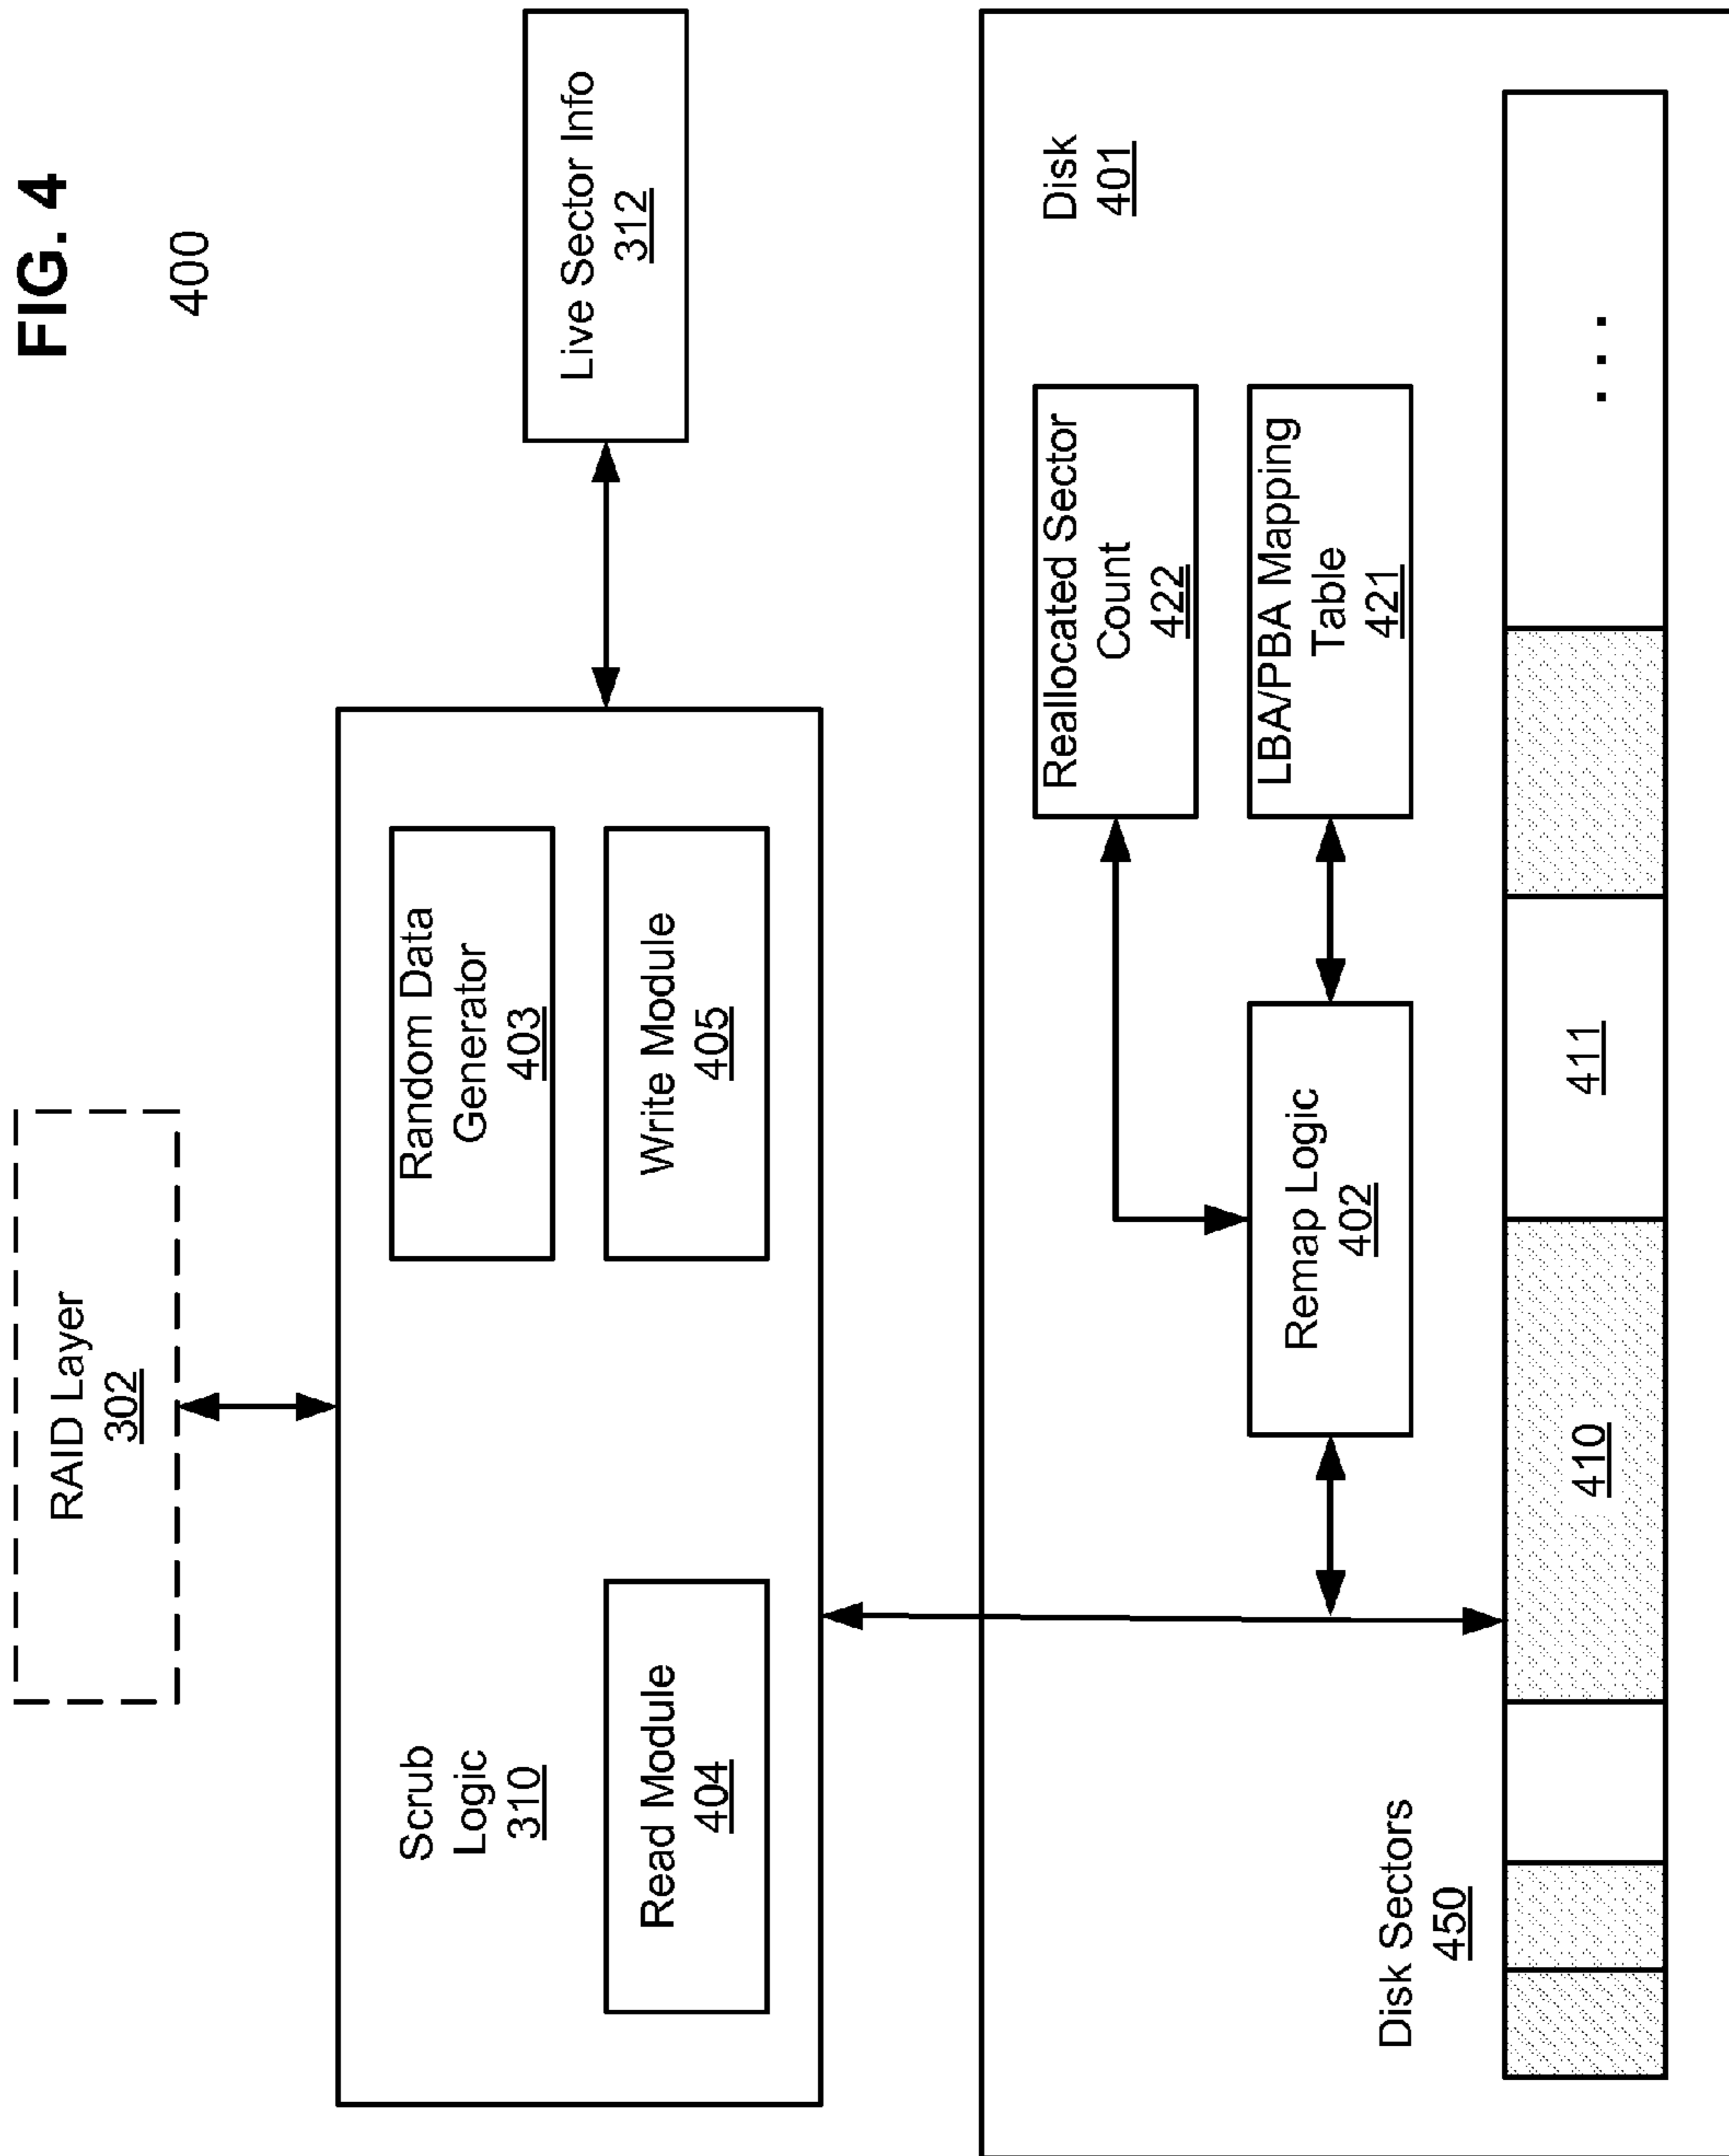 FIG. 4
400
RAID Layer
302
Live Sector Info
312
Scrub
Logic
310
Random Data
Generator
403
Read Module
404
Write Module
405
Disk
401
Reallocated Sector
Count
422
Remap Logic
402
LBA/PBA Mapping
Table
421
Disk Sectors
450
410
411
. . .